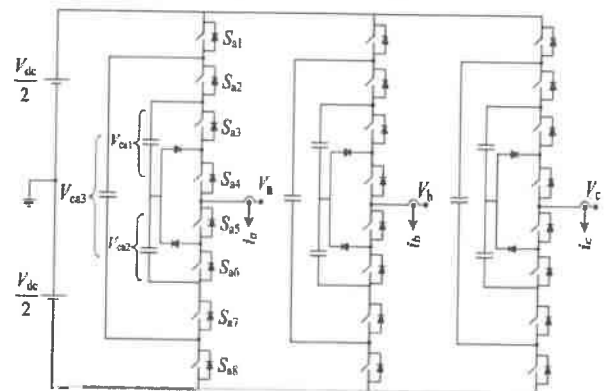 S_a1
V_dc/2
S_a2
V_ca1
S_a3
V_ca3
S_a4
V_a
V_b
V_c
V_ca2
S_a5
i_a
i_b
i_c
S_a6
V_dc/2
S_a7
S_a8